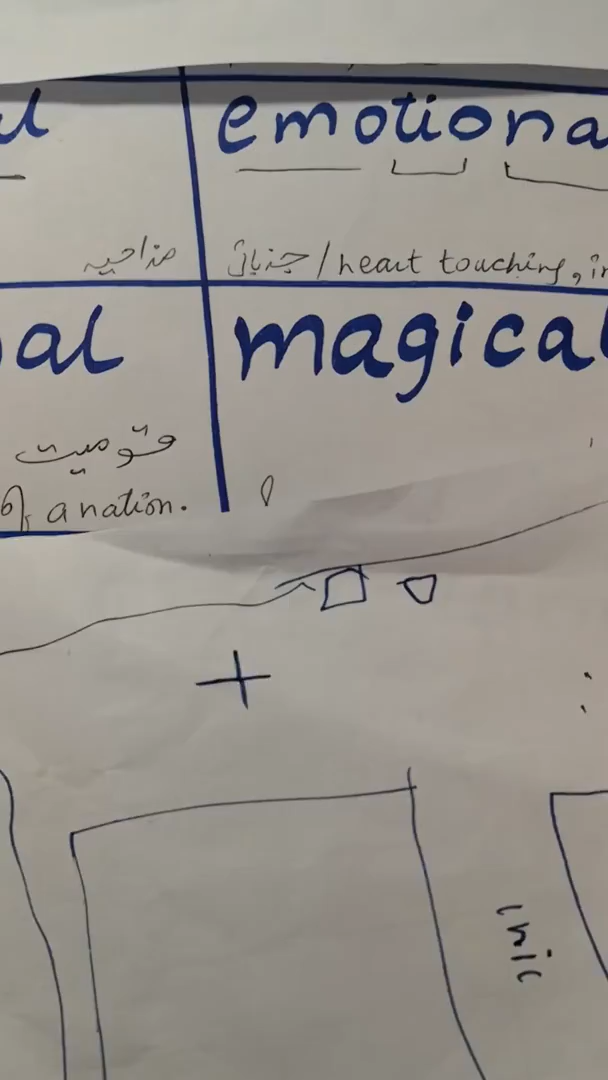 emotiona
مزاحیہ
جذباتی / heart touching, in
al
magical
قومیت
of a nation.